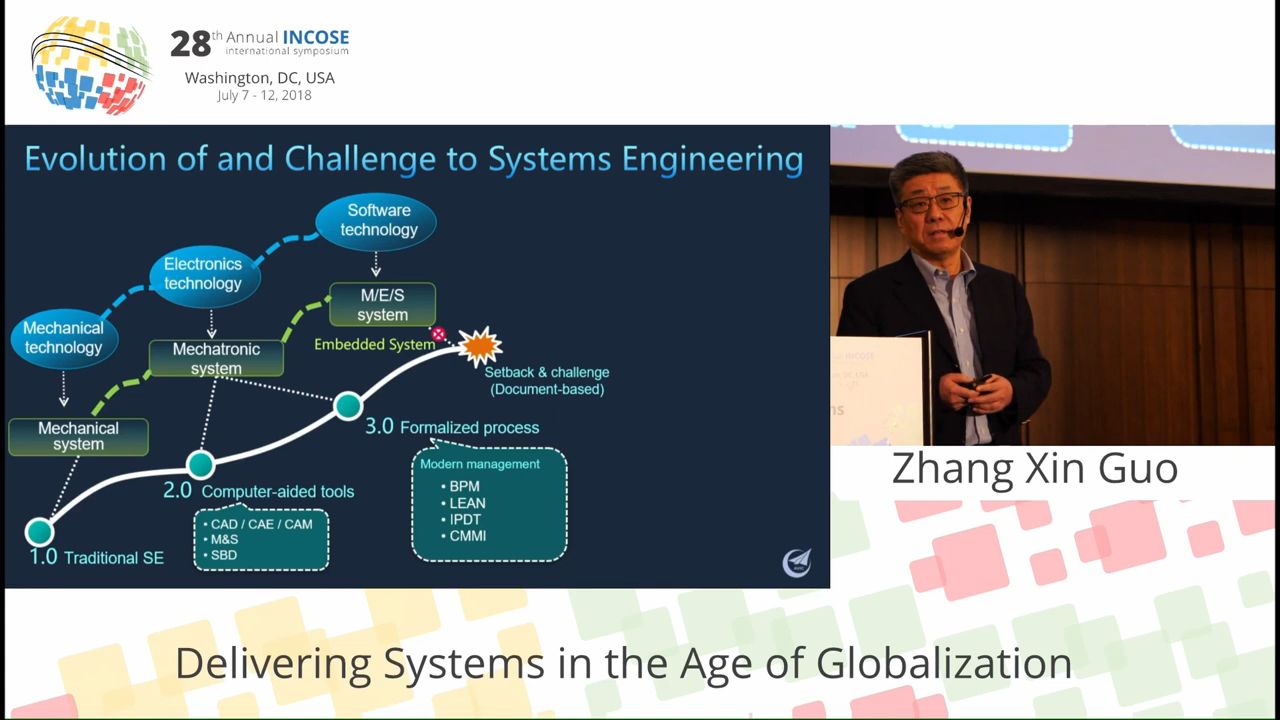 28th Annual INCOSE
international symposium
Washington, DC, USA
July 7 - 12, 2018
Evolution of and Challenge to Systems Engineering
Software
technology
Electronics
technology
M/E/S
system
Mechanical
technology
Mechatronic
system
Embedded System
Setback & challenge
(Document-based)
Mechanical
system
3.0 Formalized process
Modern management
• BPM
• LEAN
• IPDT
• CMMI
2.0 Computer-aided tools
• CAD / CAE / CAM
• M&S
• SBD
1.0 Traditional SE
INCOSE
Zhang Xin Guo
Delivering Systems in the Age of Globalization